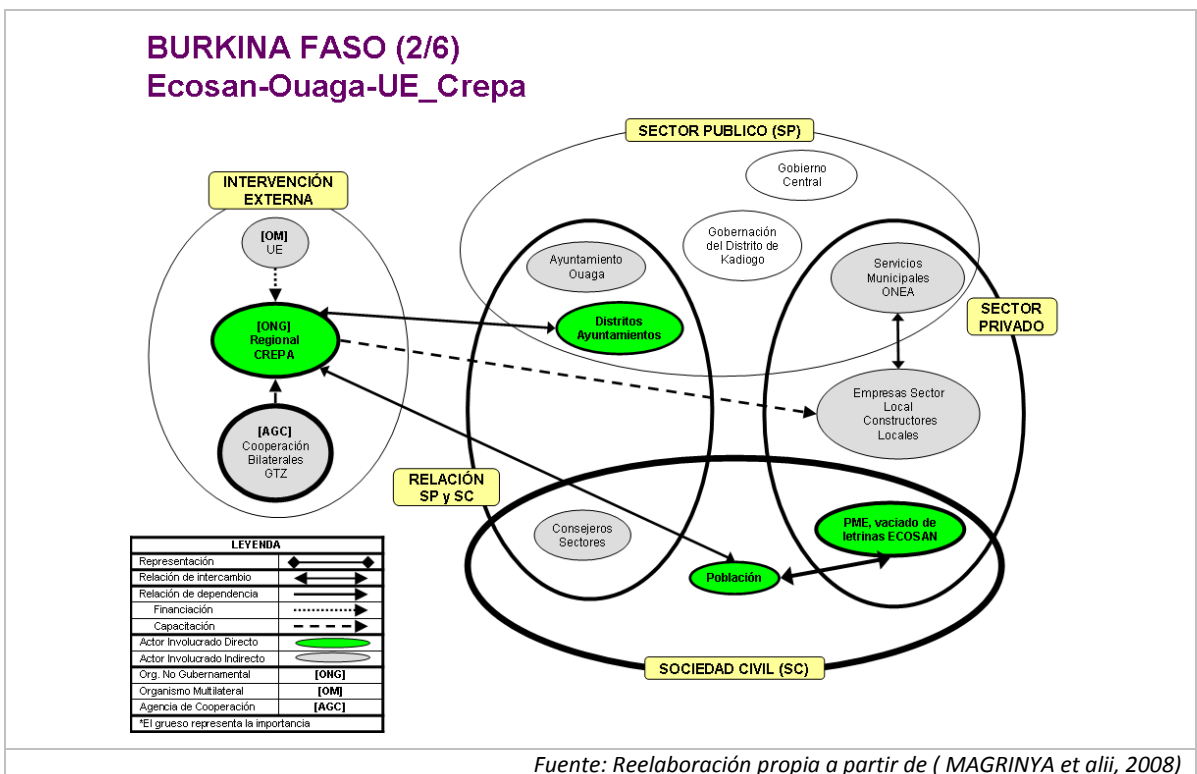 BURKINA FASO (2/6)
Ecosan-Ouaga-UE_Crepa
SECTOR PUBLICO (SP)
Gobierno
Central
INTERVENCIÓN
EXTERNA
[OM]
UE
Gobernación
del Distrito de
Kadiogo
Ayuntamiento
Ouaga
Servicios
Municipales
ONEA
SECTOR
PRIVADO
[ONG]
Regional
CREPA
Distritos
Ayuntamientos
Empresas Sector
Local
Constructores
Locales
[AGC]
Cooperación
Bilaterales
GTZ
RELACIÓN
SP y SC
Consejeros
Sectores
PME, vaciado de
letrinas ECOSAN
Población
SOCIEDAD CIVIL (SC)
LEYENDA
Representación
Relación de intercambio
Relación de dependencia
Financiación
Capacitación
Actor Involucrado Directo
Actor Involucrado Indirecto
Org. No Gubernamental [ONG]
Organismo Multilateral [OM]
Agencia de Cooperación [AGC]
*El grueso representa la importancia
Fuente: Reelaboración propia a partir de ( MAGRINYA et alii, 2008)